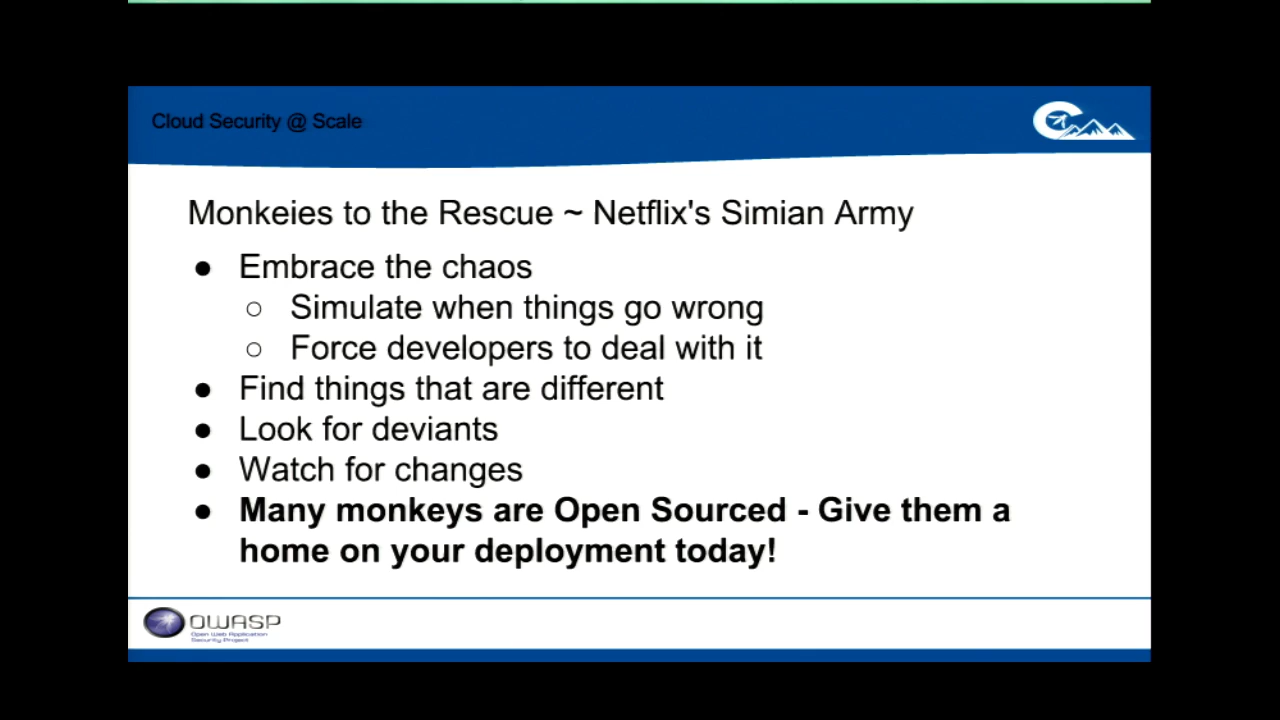 Cloud Security @ Scale
Monkeies to the Rescue ~ Netflix's Simian Army
● Embrace the chaos
○ Simulate when things go wrong
○ Force developers to deal with it
● Find things that are different
● Look for deviants
● Watch for changes
● Many monkeys are Open Sourced - Give them a
home on your deployment today!
OWASP
Open Web Application
Security Project